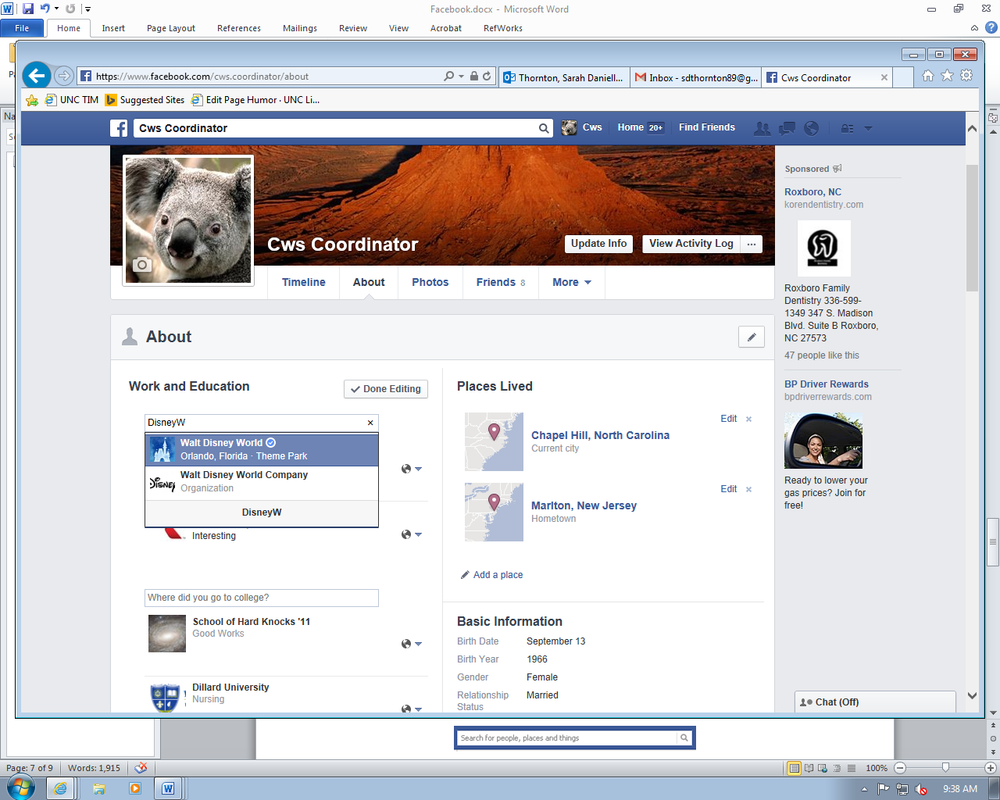 Facebook.docx - Microsoft Word
File Home Insert Page Layout References Mailings Review View Acrobat RefWorks
https://www.facebook.com/cws.coordinator/about
Thornton, Sarah Danielle...
Inbox - sdthornton89@g...
Cws Coordinator
UNC TIM
Suggested Sites
Edit Page Humor · UNC Li...
Cws Coordinator
Cws
Home 20+
Find Friends
Cws Coordinator
Update Info
View Activity Log ...
Timeline
About
Photos
Friends 8
More
About
Work and Education
Done Editing
DisneyW
Walt Disney World
Orlando, Florida · Theme Park
Walt Disney World Company
Organization
DisneyW
Interesting
Where did you go to college?
School of Hard Knocks '11
Good Works
Dillard University
Nursing
Places Lived
Edit
Chapel Hill, North Carolina
Current city
Edit
Marlton, New Jersey
Hometown
Add a place
Basic Information
Birth Date September 13
Birth Year 1966
Gender Female
Relationship Married
Status
Sponsored
Roxboro, NC
korendentistry.com
Roxboro Family
Dentistry 336-599-
1349 347 S. Madison
Blvd. Suite B Roxboro,
NC 27573
47 people like this
BP Driver Rewards
bpdriverrewards.com
Ready to lower your
gas prices? Join for
free!
Chat (Off)
Search for people, places and things
Page: 7 of 9
Words: 1,915
100%
9:38 AM